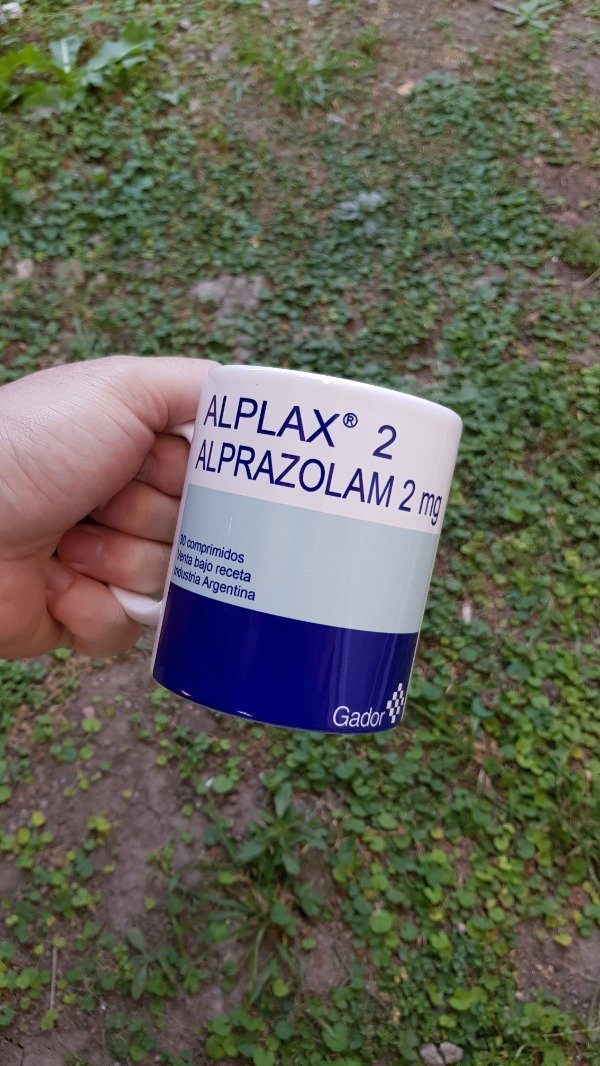 ALPLAX® 2
ALPRAZOLAM 2 mg
30 comprimidos
Venta bajo receta
Industria Argentina
Gador